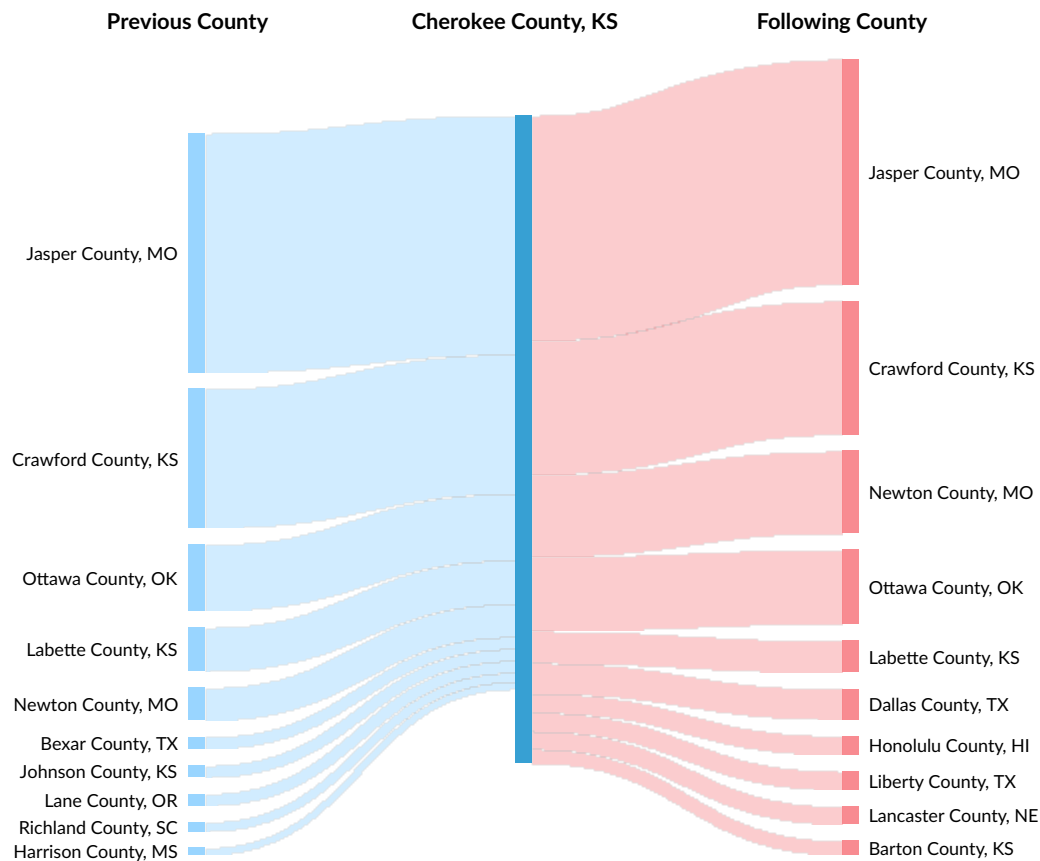 Previous County
Cherokee County, KS
Following County
Jasper County, MO
Crawford County, KS
Ottawa County, OK
Labette County, KS
Newton County, MO
Bexar County, TX
Johnson County, KS
Lane County, OR
Richland County, SC
Harrison County, MS
Jasper County, MO
Crawford County, KS
Newton County, MO
Ottawa County, OK
Labette County, KS
Dallas County, TX
Honolulu County, HI
Liberty County, TX
Lancaster County, NE
Barton County, KS